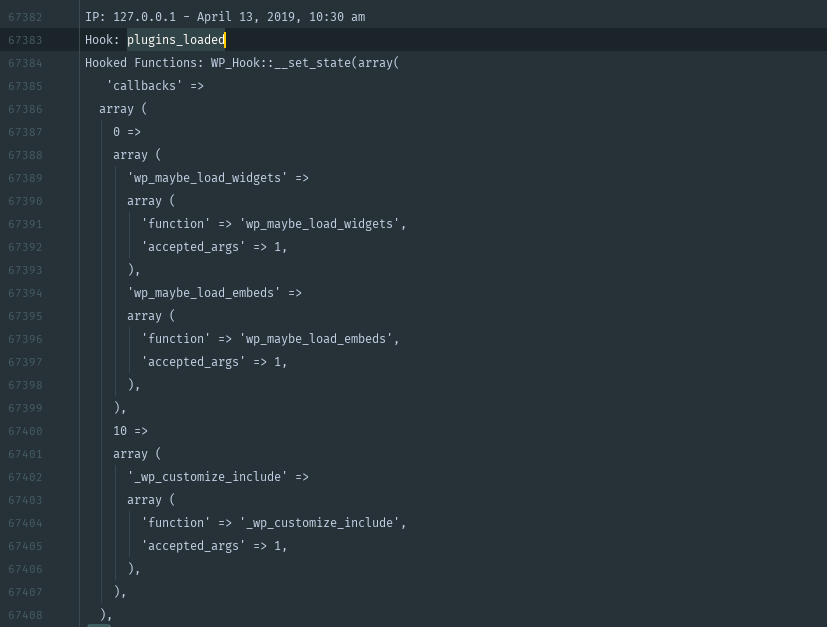 67382 IP: 127.0.0.1 - April 13, 2019, 10:30 am
67383 Hook: plugins_loaded
67384 Hooked Functions: WP_Hook::__set_state(array(
67385    'callbacks' =>
67386   array (
67387     0 =>
67388     array (
67389       'wp_maybe_load_widgets' =>
67390       array (
67391         'function' => 'wp_maybe_load_widgets',
67392         'accepted_args' => 1,
67393       ),
67394       'wp_maybe_load_embeds' =>
67395       array (
67396         'function' => 'wp_maybe_load_embeds',
67397         'accepted_args' => 1,
67398       ),
67399     ),
67400     10 =>
67401     array (
67402       '_wp_customize_include' =>
67403       array (
67404         'function' => '_wp_customize_include',
67405         'accepted_args' => 1,
67406       ),
67407     ),
67408   ),